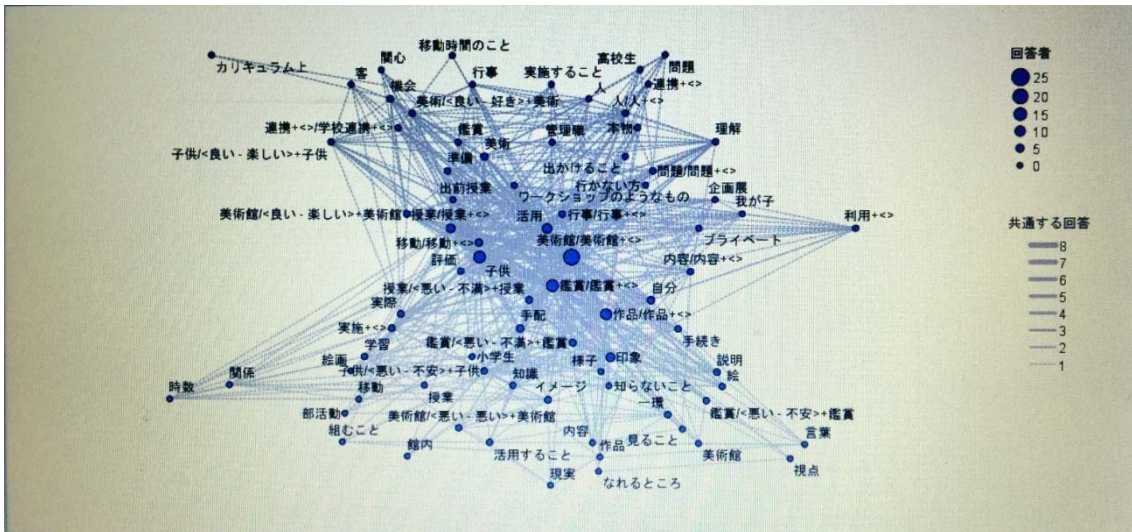 移動時間のこと
関心
高校生
問題
カリキュラム上
客
行事
実施すること
人
連携+<>
機会
美術/<良い - 好き>+美術
人/人+<>
連携+<>/学校連携+<>
鑑賞
管理職
本物
理解
美術
子供/<良い - 楽しい>+子供
準備
出かけること
問題/問題+<>
行かない方
企画展
出前授業
ワークショップのようなもの
我が子
美術館/<良い - 楽しい>+美術館
授業/授業+<>
活用
行事/行事+<>
利用+<>
移動/移動+<>
美術館/美術館+<>
プライベート
評価
子供
内容/内容+<>
授業/<悪い - 不満>+授業
鑑賞/鑑賞+<>
自分
実際
手配
作品/作品+<>
実施+<>
手続き
学習
鑑賞/<悪い - 不満>+鑑賞
絵画
小学生
印象
様子
説明
子供/<悪い - 不安>+子供
関係
知識
絵
時数
移動
授業
イメージ
知らないこと
一環
部活動
美術館/<悪い - 悪い>+美術館
鑑賞/<悪い - 不安>+鑑賞
組むこと
内容
見ること
言葉
館内
活用すること
作品
美術館
視点
現実
なれるところ
回答者
25
20
15
10
5
0
共通する回答
8
7
6
5
4
3
2
1